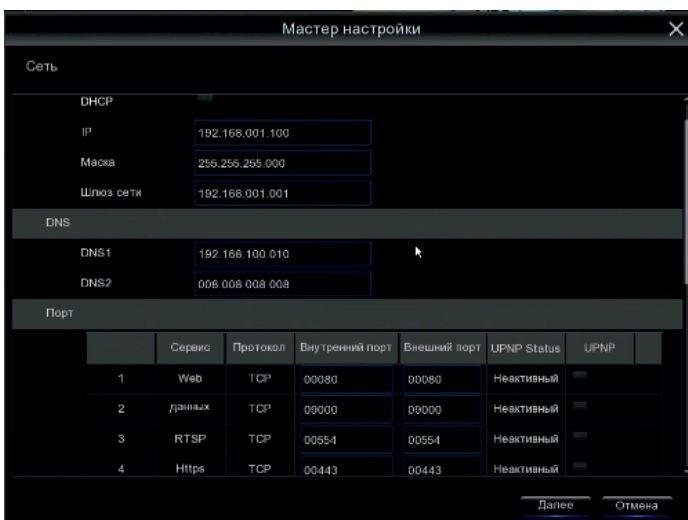 Мастер настройки
Сеть
DHCP
IP 192.168.001.100
Маска 255.255.255.000
Шлюз сети 192.168.001.001
DNS
DNS1 192.168.100.010
DNS2 008.008.008.008
Порт
Сервис Протокол Внутренний порт Внешний порт UPNP Status UPNP
1 Web TCP 00080 00080 Неактивный
2 данных TCP 09000 09000 Неактивный
3 RTSP TCP 00554 00554 Неактивный
4 Https TCP 00443 00443 Неактивный
Далее Отмена